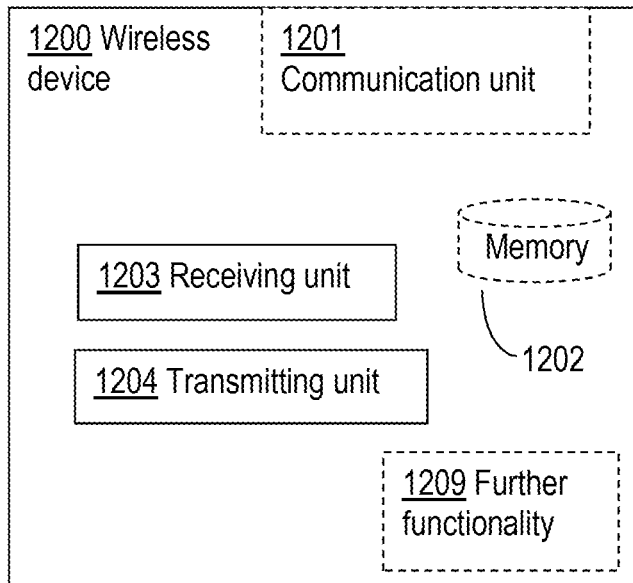 1200 Wireless
device
1201
Communication unit
Memory
1203 Receiving unit
1202
1204 Transmitting unit
1209 Further
functionality